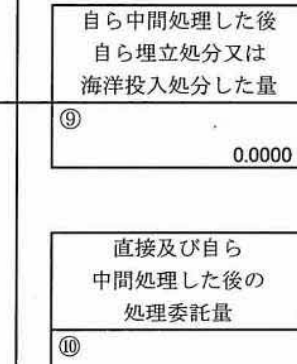 自ら中間処理した後
自ら埋立処分又は
海洋投入処分した量
⑨
0.0000
直接及び自ら
中間処理した後の
処理委託量
⑩